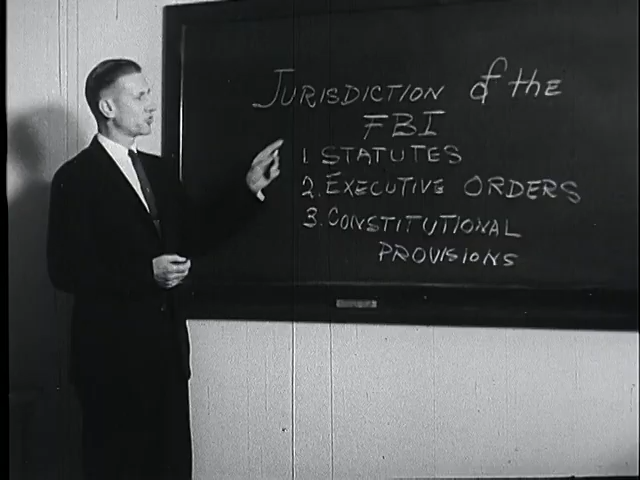 JURISDICTION of the
FBI
1. STATUTES
2. EXECUTIVE ORDERS
3. CONSTITUTIONAL
PROVISIONS